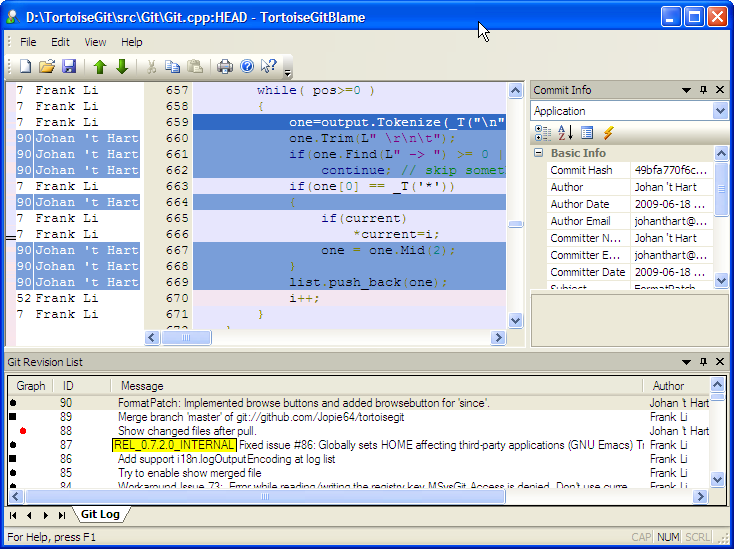 D:\TortoiseGit\src\Git\Git.cpp:HEAD - TortoiseGitBlame
File Edit View Help
7 Frank Li 657 while( pos>=0 )
7 Frank Li 658 {
7 Frank Li 659 one=output.Tokenize(_T("\n"
90 Johan 't Hart 660 one.Trim(L" \r\n\t");
90 Johan 't Hart 661 if(one.Find(L" -> ") >= 0 |
90 Johan 't Hart 662 continue; // skip somet
7 Frank Li 663 if(one[0] == _T('*'))
90 Johan 't Hart 664 {
7 Frank Li 665 if(current)
7 Frank Li 666 *current=i;
90 Johan 't Hart 667 one = one.Mid(2);
90 Johan 't Hart 668 }
90 Johan 't Hart 669 list.push_back(one);
52 Frank Li 670 i++;
7 Frank Li 671 }
672 }
Commit Info
Application
Basic Info
Commit Hash 49bfa770f6c...
Author Johan 't Hart
Author Date 2009-06-18 ...
Author Email johanthart@...
Committer N... Johan 't Hart
Committer E... johanthart@...
Committer Date 2009-06-18 ...
Subject FormatPatch: ...
Git Revision List
Graph ID Message Author
90 FormatPatch: Implemented browse buttons and added browsebutton for 'since'. Johan 't Hart
89 Merge branch 'master' of git://github.com/Jopie64/tortoisegit Frank Li
88 Show changed files after pull. Johan 't Hart
87 REL_0.7.2.0_INTERNAL Fixed issue #86: Globally sets HOME affecting third-party applications (GNU Emacs) Tr Frank Li
86 Add support i18n.logOutputEncoding at log list Frank Li
85 Try to enable show merged file Frank Li
84 Workaround Issue 73: Error while reading/writing the registry key MSysGit Access is denied. Don't use curre Frank Li
Git Log
For Help, press F1 CAP NUM SCRL